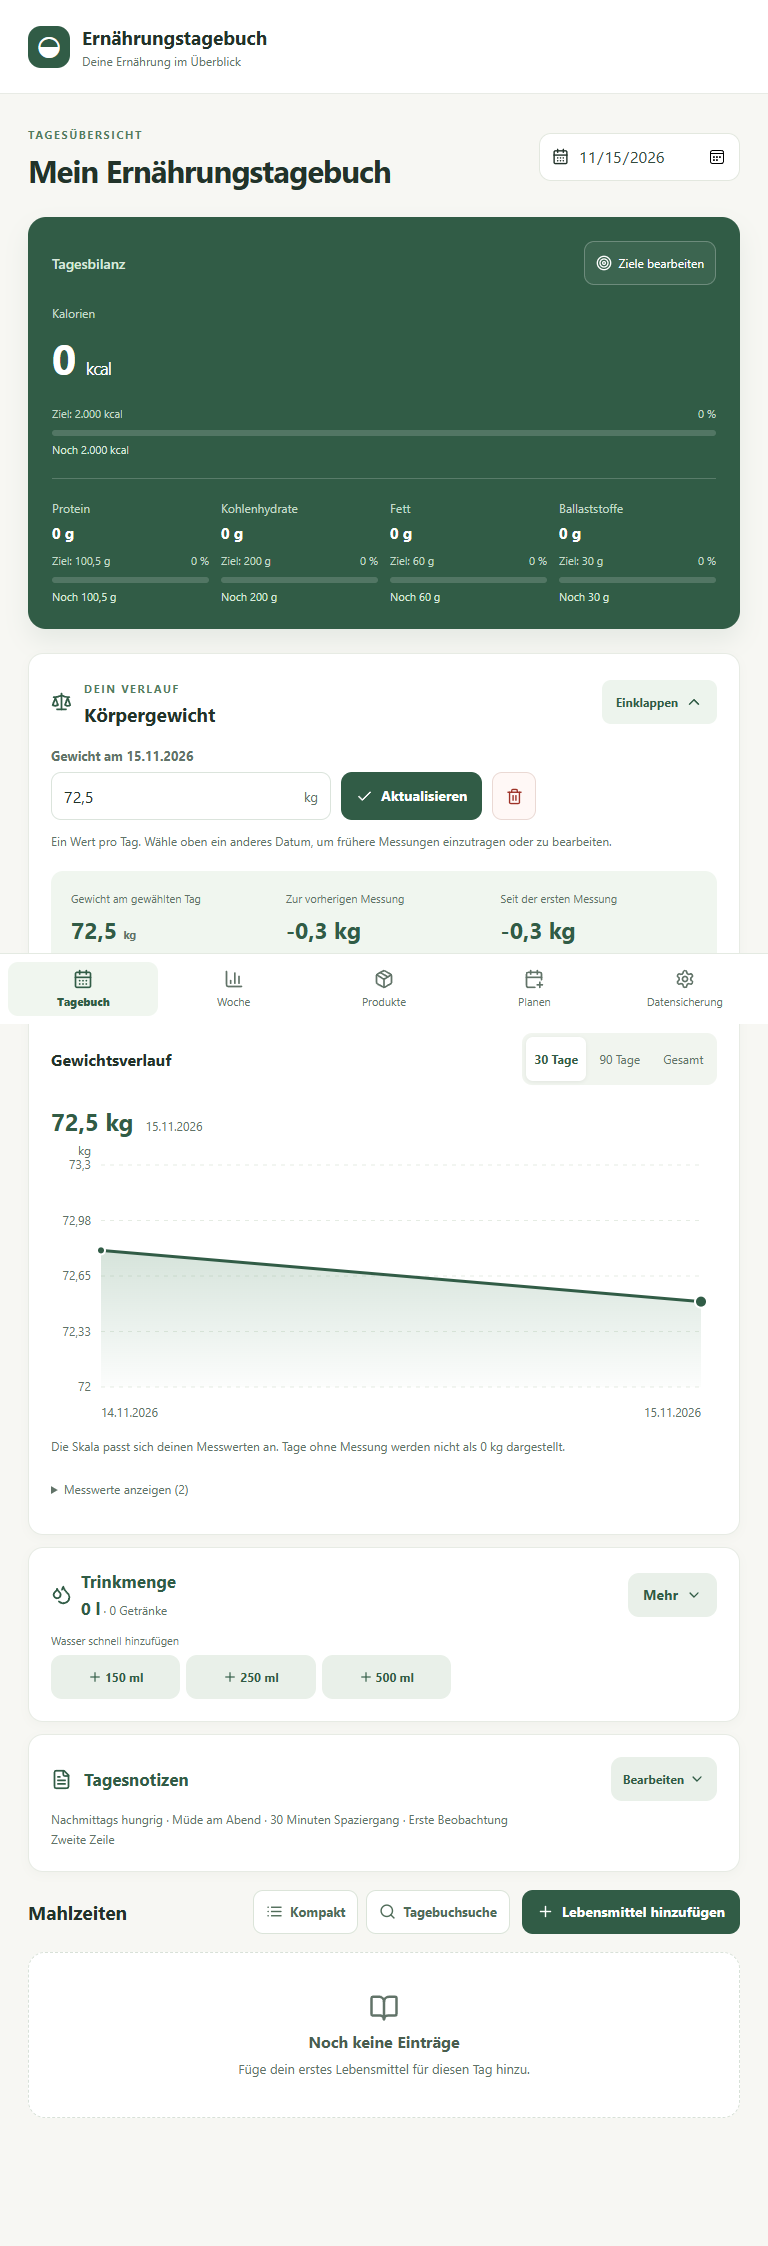 Ernährungstagebuch
Deine Ernährung im Überblick
TAGESÜBERSICHT
Mein Ernährungstagebuch
11/15/2026
Tagesbilanz
Ziele bearbeiten
Kalorien
0 kcal
Ziel: 2.000 kcal 0 %
Noch 2.000 kcal
Protein Kohlenhydrate Fett Ballaststoffe
0 g 0 g 0 g 0 g
Ziel: 100,5 g 0 % Ziel: 200 g 0 % Ziel: 60 g 0 % Ziel: 30 g 0 %
Noch 100,5 g Noch 200 g Noch 60 g Noch 30 g
DEIN VERLAUF
Körpergewicht
Einklappen
Gewicht am 15.11.2026
72,5 kg Aktualisieren
Ein Wert pro Tag. Wähle oben ein anderes Datum, um frühere Messungen einzutragen oder zu bearbeiten.
Gewicht am gewählten Tag Zur vorherigen Messung Seit der ersten Messung
72,5 kg -0,3 kg -0,3 kg
Tagebuch Woche Produkte Planen Datensicherung
Gewichtsverlauf 30 Tage 90 Tage Gesamt
72,5 kg 15.11.2026
kg
73,3
72,98
72,65
72,33
72
14.11.2026 15.11.2026
Die Skala passt sich deinen Messwerten an. Tage ohne Messung werden nicht als 0 kg dargestellt.
Messwerte anzeigen (2)
Trinkmenge
0 l · 0 Getränke
Mehr
Wasser schnell hinzufügen
150 ml 250 ml 500 ml
Tagesnotizen Bearbeiten
Nachmittags hungrig · Müde am Abend · 30 Minuten Spaziergang · Erste Beobachtung
Zweite Zeile
Mahlzeiten Kompakt Tagebuchsuche Lebensmittel hinzufügen
Noch keine Einträge
Füge dein erstes Lebensmittel für diesen Tag hinzu.